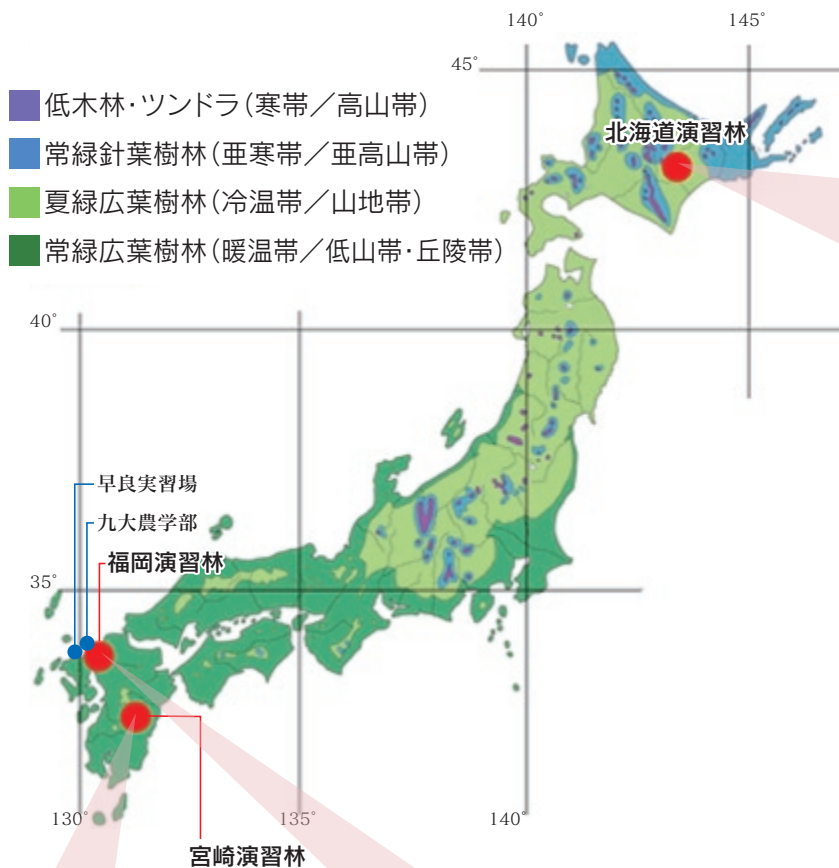 140°
145°
45°
低木林・ツンドラ（寒帯／高山帯）
常緑針葉樹林（亜寒帯／亜高山帯）
夏緑広葉樹林（冷温帯／山地帯）
常緑広葉樹林（暖温帯／低山帯・丘陵帯）
北海道演習林
40°
早良実習場
九大農学部
福岡演習林
35°
130°
135°
140°
宮崎演習林